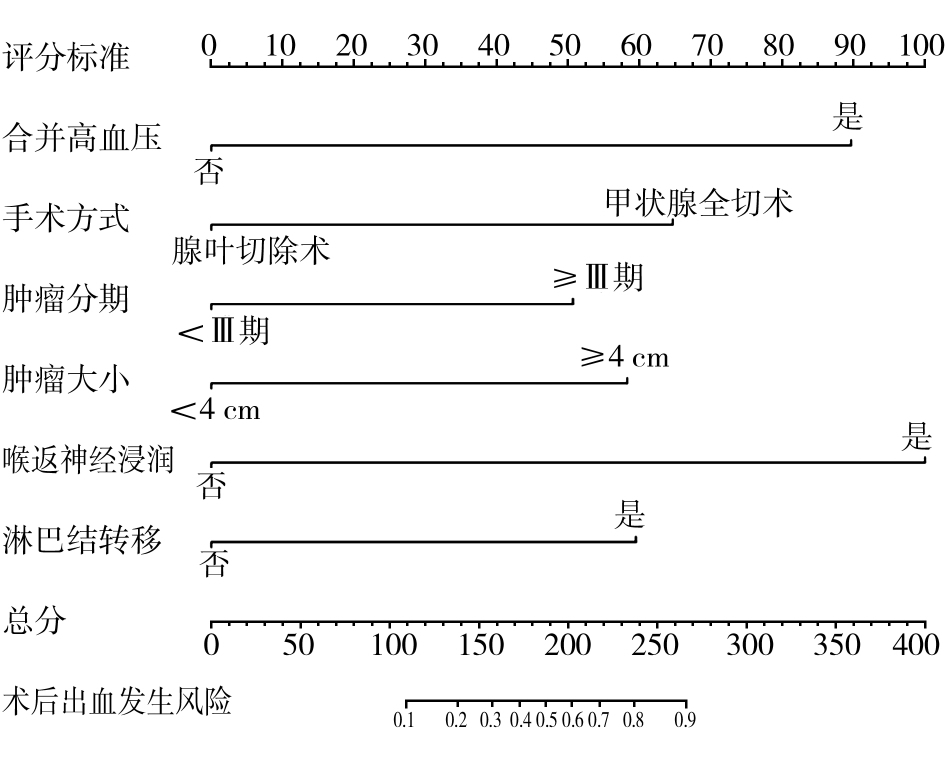 评分标准 0 10 20 30 40 50 60 70 80 90 100
是
合并高血压
否
手术方式 甲状腺全切术
腺叶切除术
≥Ⅲ期
肿瘤分期
<Ⅲ期
≥4 cm
肿瘤大小
<4 cm
是
喉返神经浸润
否
是
淋巴结转移
否
总分
0 50 100 150 200 250 300 350 400
术后出血发生风险
0.1 0.2 0.3 0.4 0.5 0.6 0.7 0.8 0.9